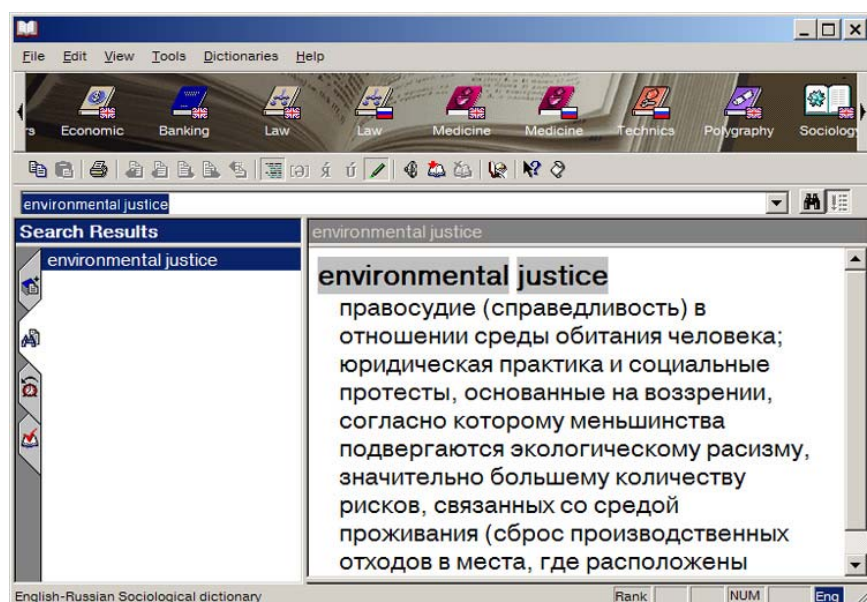 File Edit View Tools Dictionaries Help
s Economic Banking Law Law Medicine Medicine Technics Polygraphy Sociology
environmental justice
Search Results
environmental justice
environmental justice
environmental justice
правосудие (справедливость) в
отношении среды обитания человека;
юридическая практика и социальные
протесты, основанные на воззрении,
согласно которому меньшинства
подвергаются экологическому расизму,
значительно большему количеству
рисков, связанных со средой
проживания (сброс производственных
отходов в места, где расположены
English-Russian Sociological dictionary Rank NUM Eng